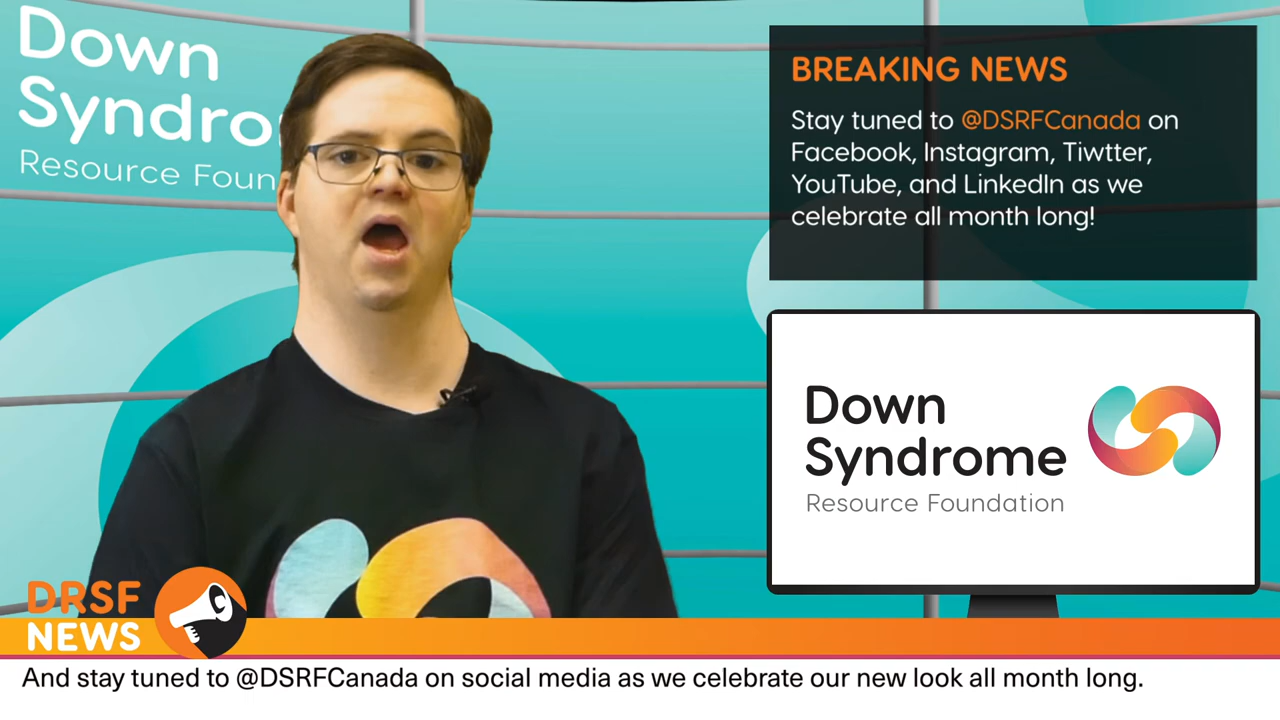 Down
Syndro
Resource Foun
BREAKING NEWS
Stay tuned to @DSRFCanada on
Facebook, Instagram, Tiwtter,
YouTube, and LinkedIn as we
celebrate all month long!
Down
Syndrome
Resource Foundation
DRSF
NEWS
And stay tuned to @DSRFCanada on social media as we celebrate our new look all month long.